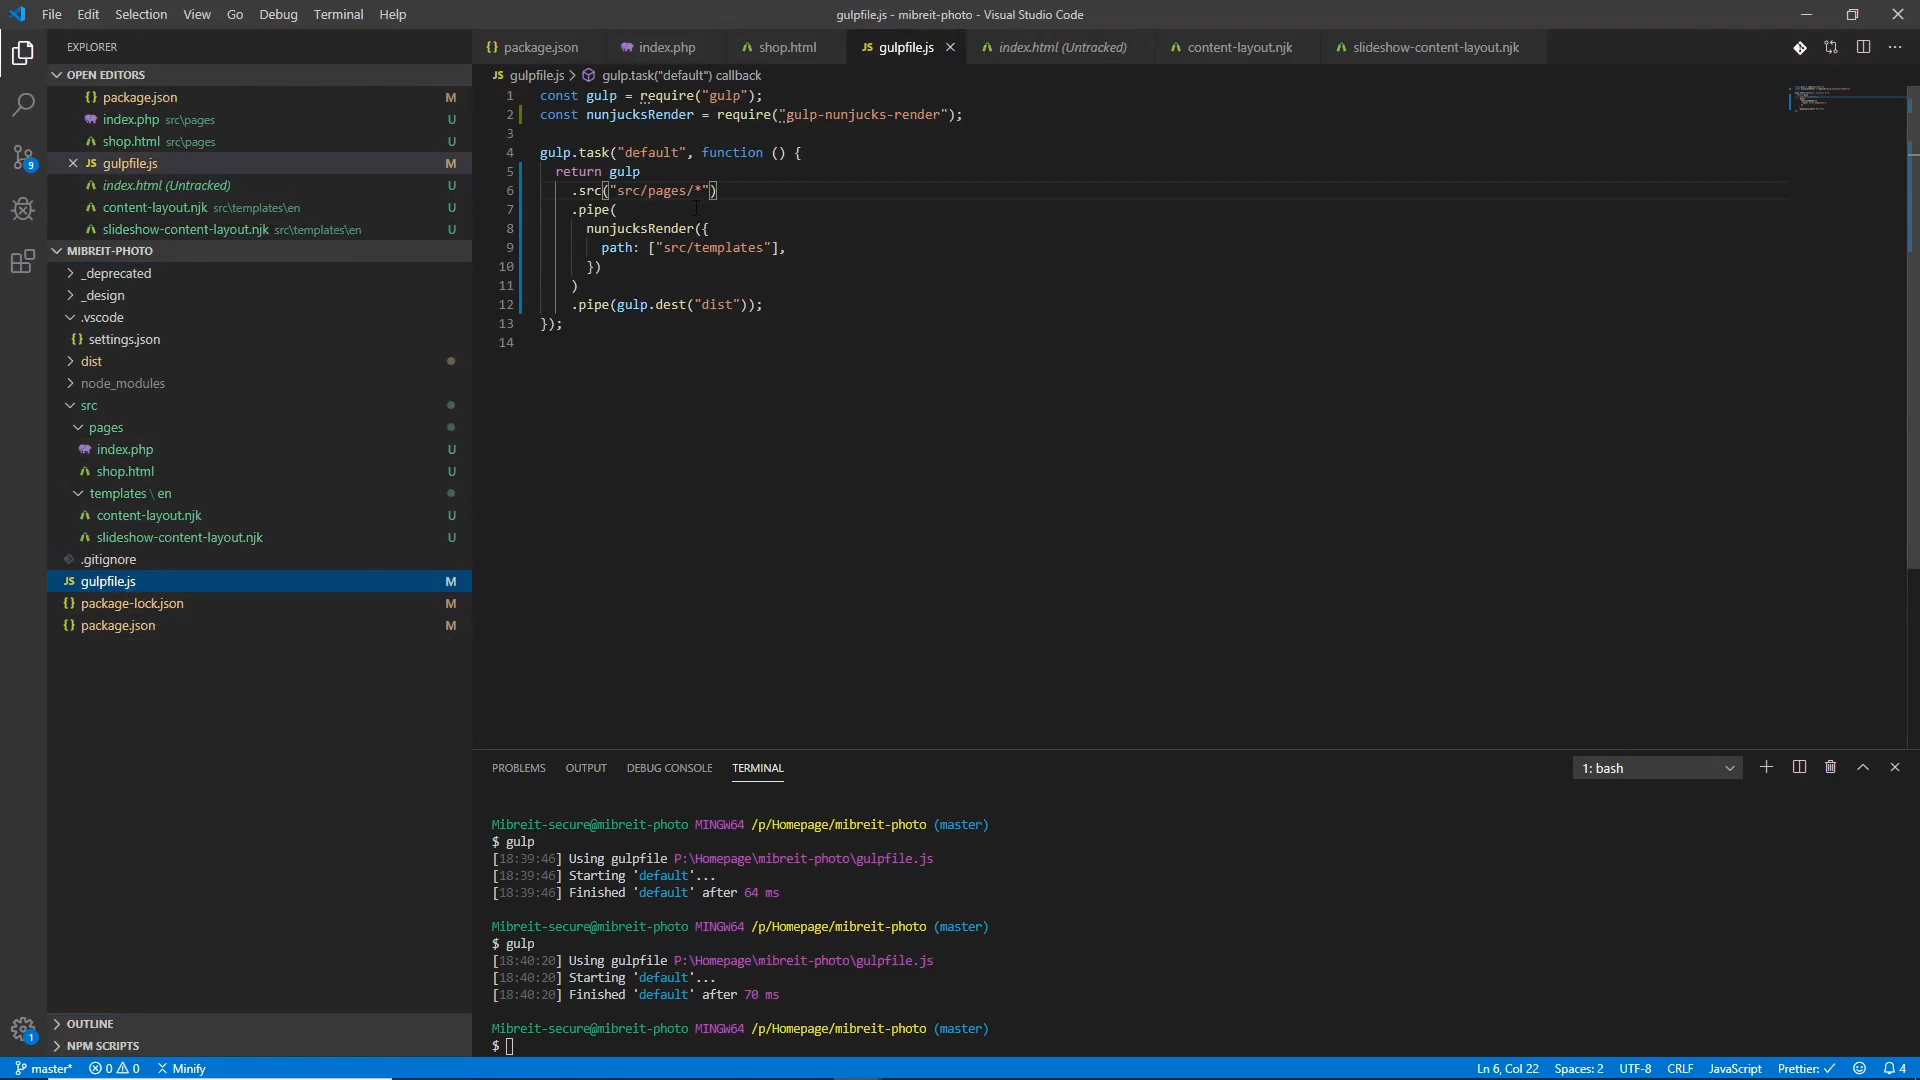 File Edit Selection View Go Debug Terminal Help
gulpfile.js - mibreit-photo - Visual Studio Code
EXPLORER
OPEN EDITORS
package.json M
index.php src\pages U
shop.html src\pages U
JS gulpfile.js M
index.html (Untracked) U
content-layout.njk src\templates\en U
slideshow-content-layout.njk src\templates\en U
MIBREIT-PHOTO
_deprecated
_design
.vscode
settings.json
dist
node_modules
src
pages
index.php U
shop.html U
templates \ en
content-layout.njk U
slideshow-content-layout.njk U
.gitignore
JS gulpfile.js M
package-lock.json M
package.json M
OUTLINE
NPM SCRIPTS
9
1
package.json index.php shop.html JS gulpfile.js index.html (Untracked) content-layout.njk slideshow-content-layout.njk
JS gulpfile.js > gulp.task("default") callback
1 const gulp = require("gulp");
2 const nunjucksRender = require("gulp-nunjucks-render");
3
4 gulp.task("default", function () {
5 return gulp
6 .src("src/pages/*")
7 .pipe(
8 nunjucksRender({
9 path: ["src/templates"],
10 })
11 )
12 .pipe(gulp.dest("dist"));
13 });
14
PROBLEMS OUTPUT DEBUG CONSOLE TERMINAL 1: bash
Mibreit-secure@mibreit-photo MINGW64 /p/Homepage/mibreit-photo (master)
$ gulp
[18:39:46] Using gulpfile P:\Homepage\mibreit-photo\gulpfile.js
[18:39:46] Starting 'default'...
[18:39:46] Finished 'default' after 64 ms
Mibreit-secure@mibreit-photo MINGW64 /p/Homepage/mibreit-photo (master)
$ gulp
[18:40:20] Using gulpfile P:\Homepage\mibreit-photo\gulpfile.js
[18:40:20] Starting 'default'...
[18:40:20] Finished 'default' after 70 ms
Mibreit-secure@mibreit-photo MINGW64 /p/Homepage/mibreit-photo (master)
$
master* 0 0 Minify Ln 6, Col 22 Spaces: 2 UTF-8 CRLF JavaScript Prettier: ✓ 4